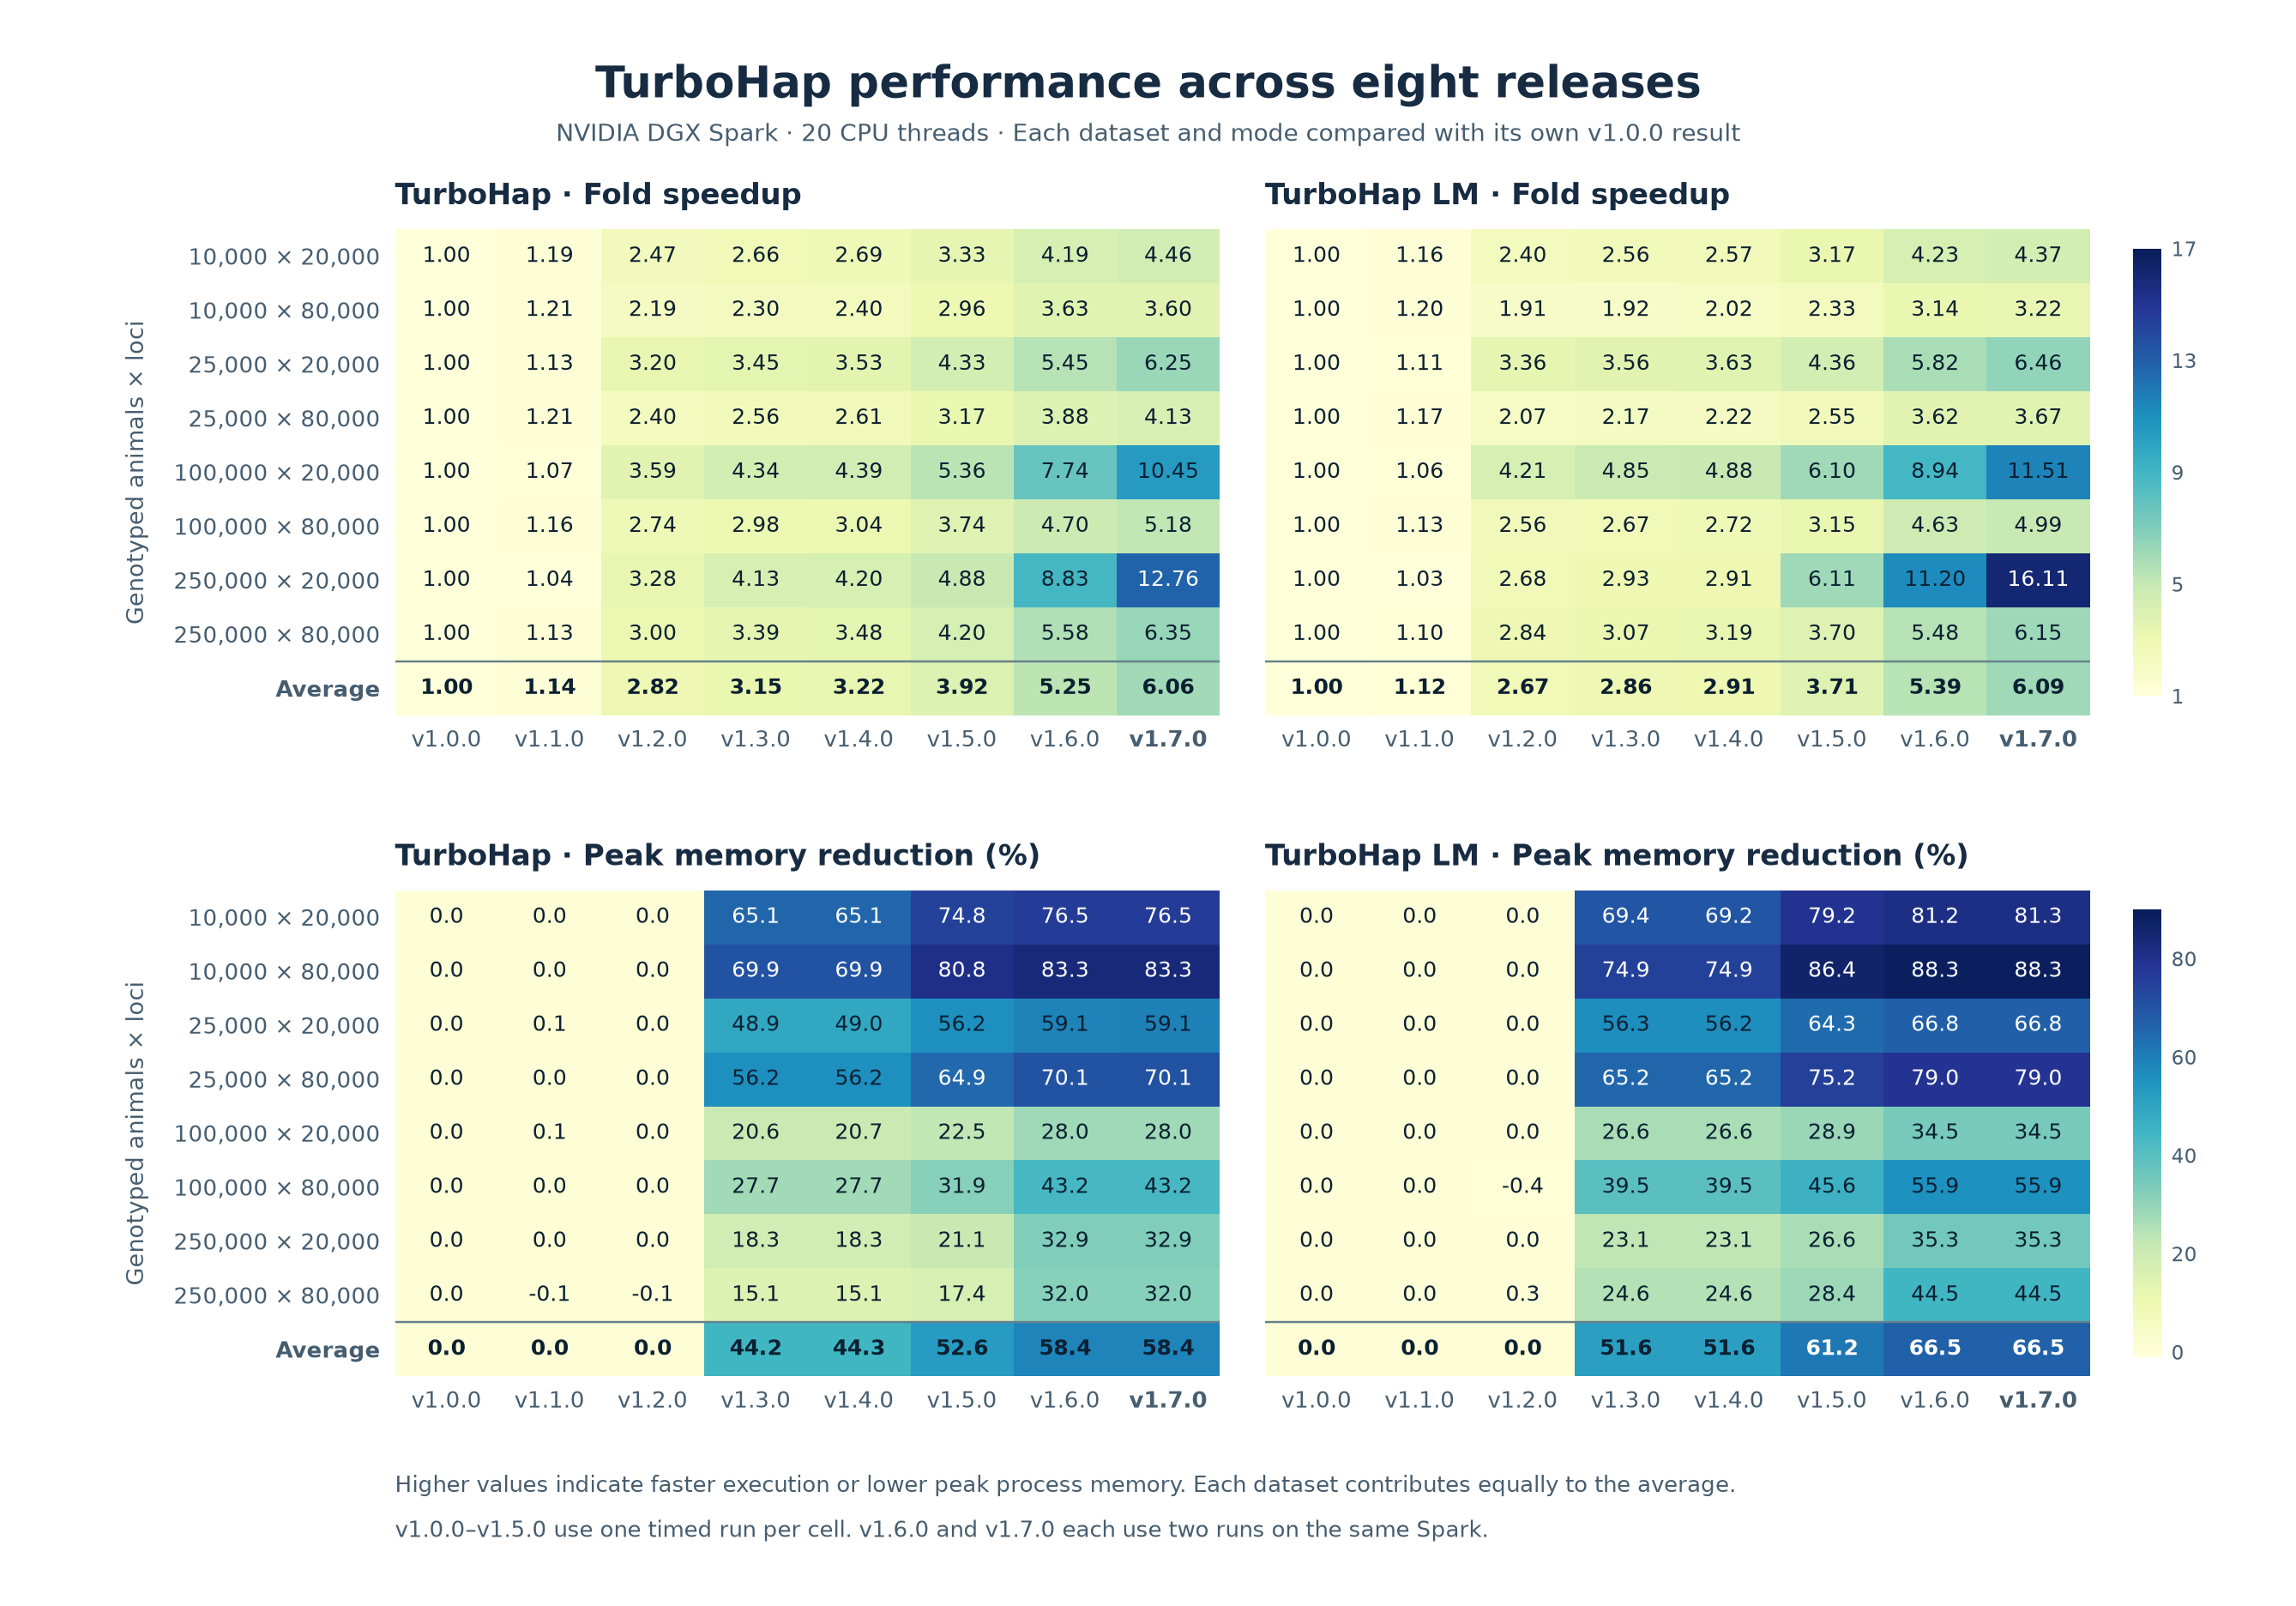 TurboHap performance across eight releases
NVIDIA DGX Spark · 20 CPU threads · Each dataset and mode compared with its own v1.0.0 result
TurboHap · Fold speedup
Genotyped animals × loci
10,000 × 20,000 1.00 1.19 2.47 2.66 2.69 3.33 4.19 4.46
10,000 × 80,000 1.00 1.21 2.19 2.30 2.40 2.96 3.63 3.60
25,000 × 20,000 1.00 1.13 3.20 3.45 3.53 4.33 5.45 6.25
25,000 × 80,000 1.00 1.21 2.40 2.56 2.61 3.17 3.88 4.13
100,000 × 20,000 1.00 1.07 3.59 4.34 4.39 5.36 7.74 10.45
100,000 × 80,000 1.00 1.16 2.74 2.98 3.04 3.74 4.70 5.18
250,000 × 20,000 1.00 1.04 3.28 4.13 4.20 4.88 8.83 12.76
250,000 × 80,000 1.00 1.13 3.00 3.39 3.48 4.20 5.58 6.35
Average 1.00 1.14 2.82 3.15 3.22 3.92 5.25 6.06
v1.0.0 v1.1.0 v1.2.0 v1.3.0 v1.4.0 v1.5.0 v1.6.0 v1.7.0
TurboHap LM · Fold speedup
1.00 1.16 2.40 2.56 2.57 3.17 4.23 4.37
1.00 1.20 1.91 1.92 2.02 2.33 3.14 3.22
1.00 1.11 3.36 3.56 3.63 4.36 5.82 6.46
1.00 1.17 2.07 2.17 2.22 2.55 3.62 3.67
1.00 1.06 4.21 4.85 4.88 6.10 8.94 11.51
1.00 1.13 2.56 2.67 2.72 3.15 4.63 4.99
1.00 1.03 2.68 2.93 2.91 6.11 11.20 16.11
1.00 1.10 2.84 3.07 3.19 3.70 5.48 6.15
1.00 1.12 2.67 2.86 2.91 3.71 5.39 6.09
v1.0.0 v1.1.0 v1.2.0 v1.3.0 v1.4.0 v1.5.0 v1.6.0 v1.7.0
17
13
9
5
1
TurboHap · Peak memory reduction (%)
Genotyped animals × loci
10,000 × 20,000 0.0 0.0 0.0 65.1 65.1 74.8 76.5 76.5
10,000 × 80,000 0.0 0.0 0.0 69.9 69.9 80.8 83.3 83.3
25,000 × 20,000 0.0 0.1 0.0 48.9 49.0 56.2 59.1 59.1
25,000 × 80,000 0.0 0.0 0.0 56.2 56.2 64.9 70.1 70.1
100,000 × 20,000 0.0 0.1 0.0 20.6 20.7 22.5 28.0 28.0
100,000 × 80,000 0.0 0.0 0.0 27.7 27.7 31.9 43.2 43.2
250,000 × 20,000 0.0 0.0 0.0 18.3 18.3 21.1 32.9 32.9
250,000 × 80,000 0.0 -0.1 -0.1 15.1 15.1 17.4 32.0 32.0
Average 0.0 0.0 0.0 44.2 44.3 52.6 58.4 58.4
v1.0.0 v1.1.0 v1.2.0 v1.3.0 v1.4.0 v1.5.0 v1.6.0 v1.7.0
TurboHap LM · Peak memory reduction (%)
0.0 0.0 0.0 69.4 69.2 79.2 81.2 81.3
0.0 0.0 0.0 74.9 74.9 86.4 88.3 88.3
0.0 0.0 0.0 56.3 56.2 64.3 66.8 66.8
0.0 0.0 0.0 65.2 65.2 75.2 79.0 79.0
0.0 0.0 0.0 26.6 26.6 28.9 34.5 34.5
0.0 0.0 -0.4 39.5 39.5 45.6 55.9 55.9
0.0 0.0 0.0 23.1 23.1 26.6 35.3 35.3
0.0 0.0 0.3 24.6 24.6 28.4 44.5 44.5
0.0 0.0 0.0 51.6 51.6 61.2 66.5 66.5
v1.0.0 v1.1.0 v1.2.0 v1.3.0 v1.4.0 v1.5.0 v1.6.0 v1.7.0
80
60
40
20
0
Higher values indicate faster execution or lower peak process memory. Each dataset contributes equally to the average.
v1.0.0–v1.5.0 use one timed run per cell. v1.6.0 and v1.7.0 each use two runs on the same Spark.